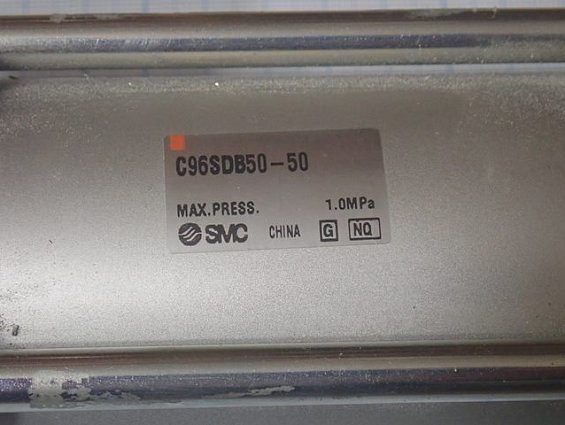 C96SDB50-50
MAX.PRESS. 1.0MPa
SMC CHINA G NQ